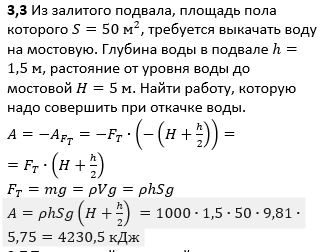 3,3 Из залитого подвала, площадь пола
которого S = 50 м², требуется выкачать воду
на мостовую. Глубина воды в подвале h =
1,5 м, растояние от уровня воды до
мостовой H = 5 м. Найти работу, которую
надо совершить при откачке воды.
A = −A_{F_T} = −F_T · (−(H + h/2)) =
= F_T · (H + h/2)
F_T = mg = ρVg = ρhSg
A = ρhSg(H + h/2) = 1000 · 1,5 · 50 · 9,81 ·
5,75 = 4230,5 кДж